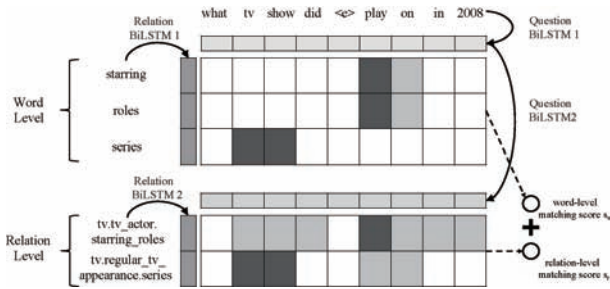 what tv show did <e> play on in 2008
Relation
BiLSTM 1
Question
BiLSTM 1
starring
Word
Level
roles
series
Question
BiLSTM2
Relation
BiLSTM 2
tv.tv_actor.
starring_roles
Relation
Level
tv.regular_tv_
appearance.series
word-level
matching score s
+
relation-level
matching score s